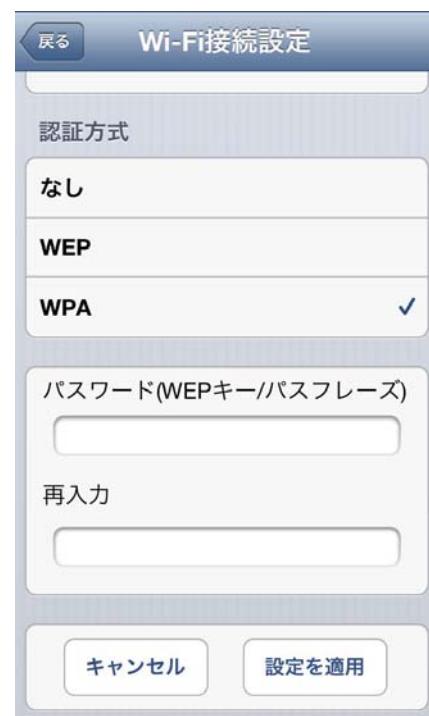 戻る
Wi-Fi接続設定
認証方式
なし
WEP
WPA
パスワード(WEPキー/パスフレーズ)
再入力
キャンセル
設定を適用